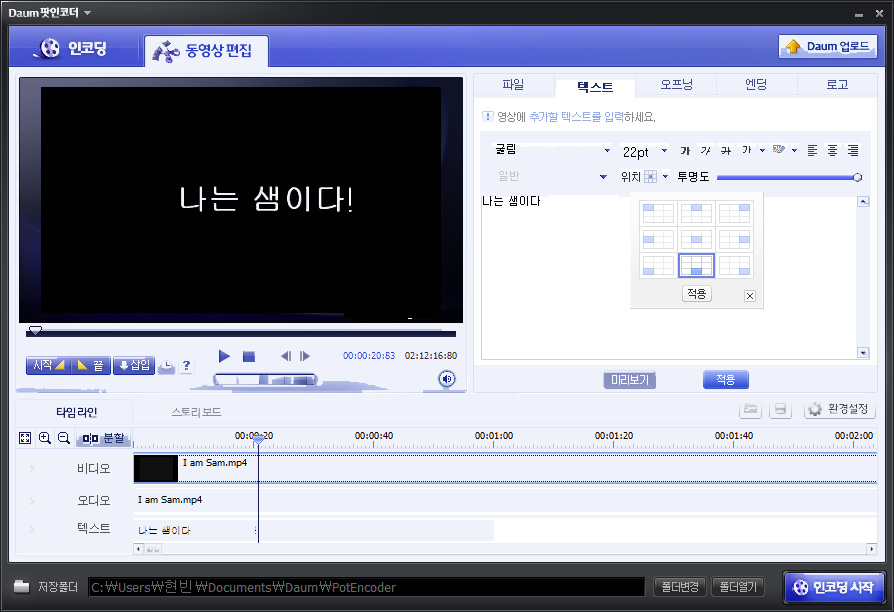 Daum 팟인코더
인코딩
동영상 편집
Daum 업로드
파일
텍스트
오프닝
엔딩
로고
영상에 추가할 텍스트를 입력하세요.
굴림
22pt
가 가 가 가
일반
위치
투명도
나는 샘이다
나는 샘이다!
적용
시작
끝
삽입
?
00:00:20:83
02:12:16:80
미리보기
적용
타임라인
스토리 보드
환경설정
분할
00:00:20
00:00:40
00:01:00
00:01:20
00:01:40
00:02:00
비디오
I am Sam.mp4
오디오
I am Sam.mp4
텍스트
나는 샘이다
저장폴더
C:₩Users₩현빈₩Documents₩Daum₩PotEncoder
폴더변경
폴더열기
인코딩 시작